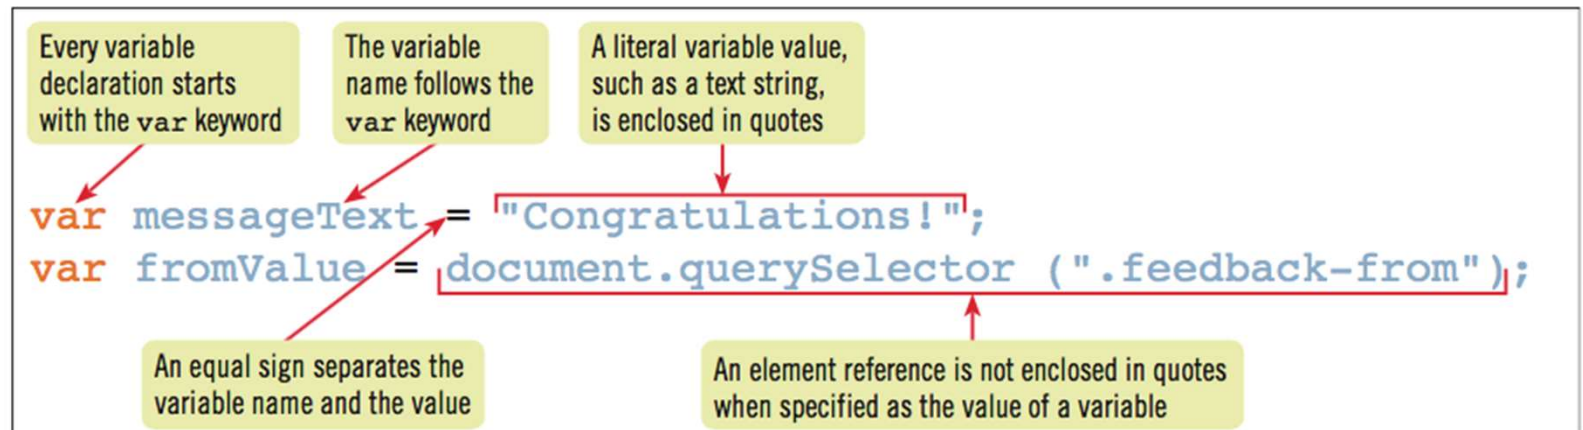 Every variable
declaration starts
with the var keyword
The variable
name follows the
var keyword
A literal variable value,
such as a text string,
is enclosed in quotes
var messageText = "Congratulations!";
var fromValue = document.querySelector (".feedback-from");
An equal sign separates the
variable name and the value
An element reference is not enclosed in quotes
when specified as the value of a variable